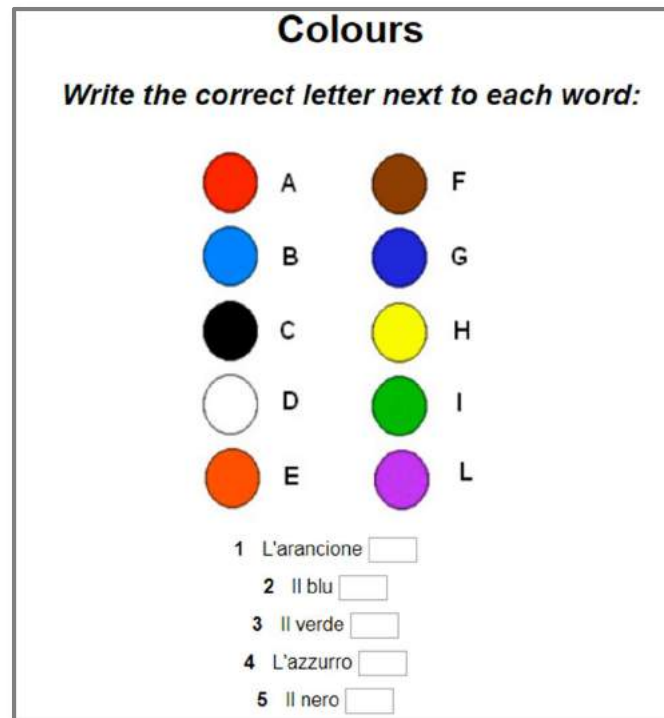 Colours
Write the correct letter next to each word:
A F
B G
C H
D I
E L
1 L'arancione
2 Il blu
3 Il verde
4 L'azzurro
5 Il nero